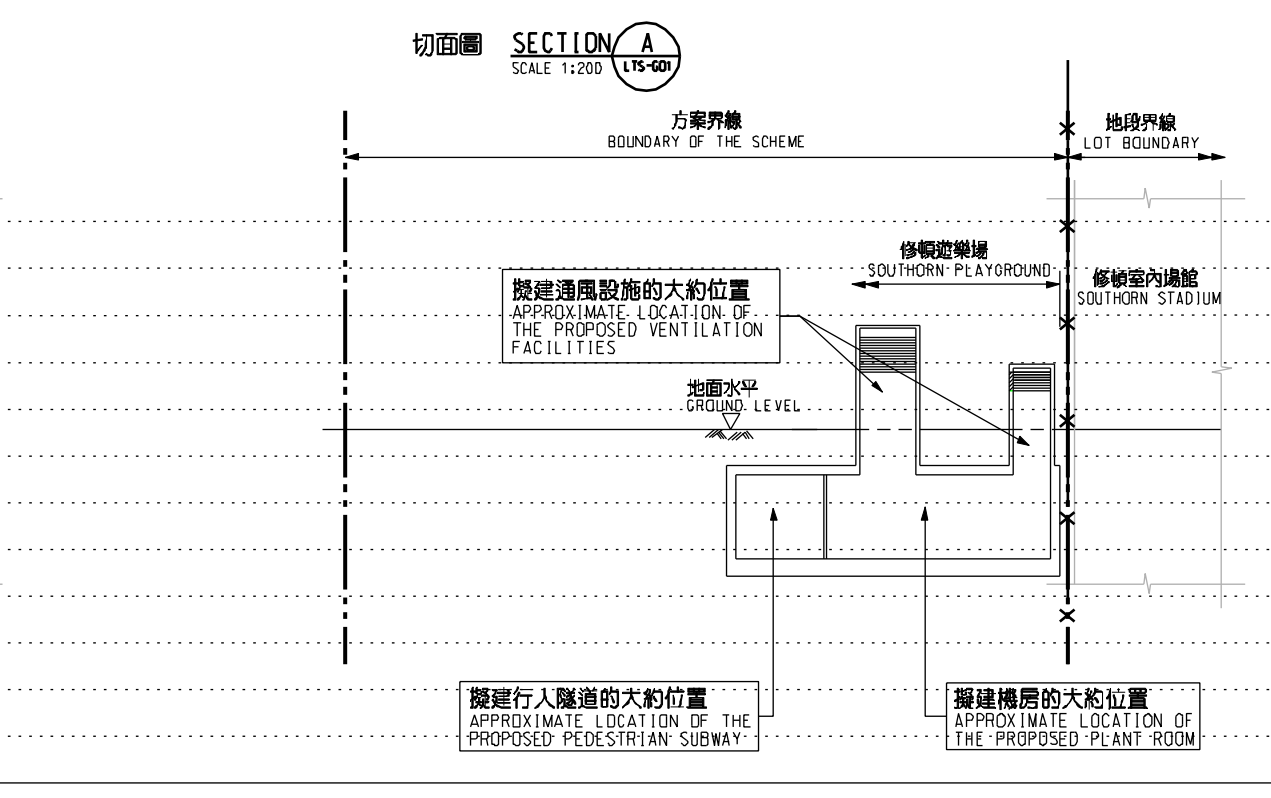 切面圖 SECTION A
SCALE 1:200 LTS-G01
方案界線
BOUNDARY OF THE SCHEME
地段界線
LOT BOUNDARY
修頓遊樂場
SOUTHORN PLAYGROUND
修頓室內場館
SOUTHORN STADIUM
擬建通風設施的大約位置
APPROXIMATE LOCATION OF
THE PROPOSED VENTILATION
FACILITIES
地面水平
GROUND LEVEL
擬建行人隧道的大約位置
APPROXIMATE LOCATION OF THE
PROPOSED PEDESTRIAN SUBWAY
擬建機房的大約位置
APPROXIMATE LOCATION OF
THE PROPOSED PLANT ROOM